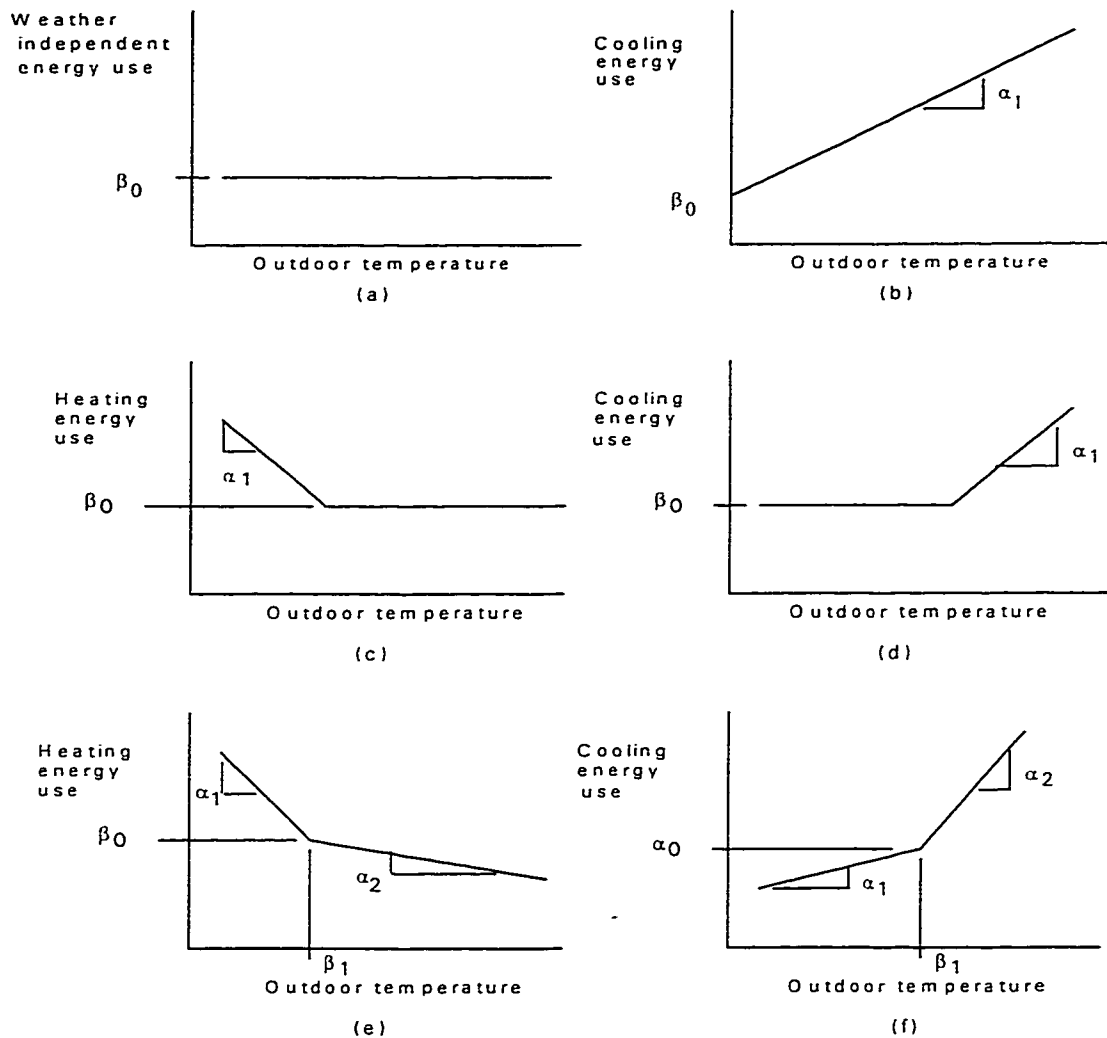 Weather
independent
energy use
β0
Outdoor temperature
(a)
Cooling
energy
use
α1
β0
Outdoor temperature
(b)
Heating
energy
use
α1
β0
Outdoor temperature
(c)
Cooling
energy
use
α1
β0
Outdoor temperature
(d)
Heating
energy
use
α1
β0
α2
β1
Outdoor temperature
(e)
Cooling
energy
use
α2
α0
α1
β1
Outdoor temperature
(f)